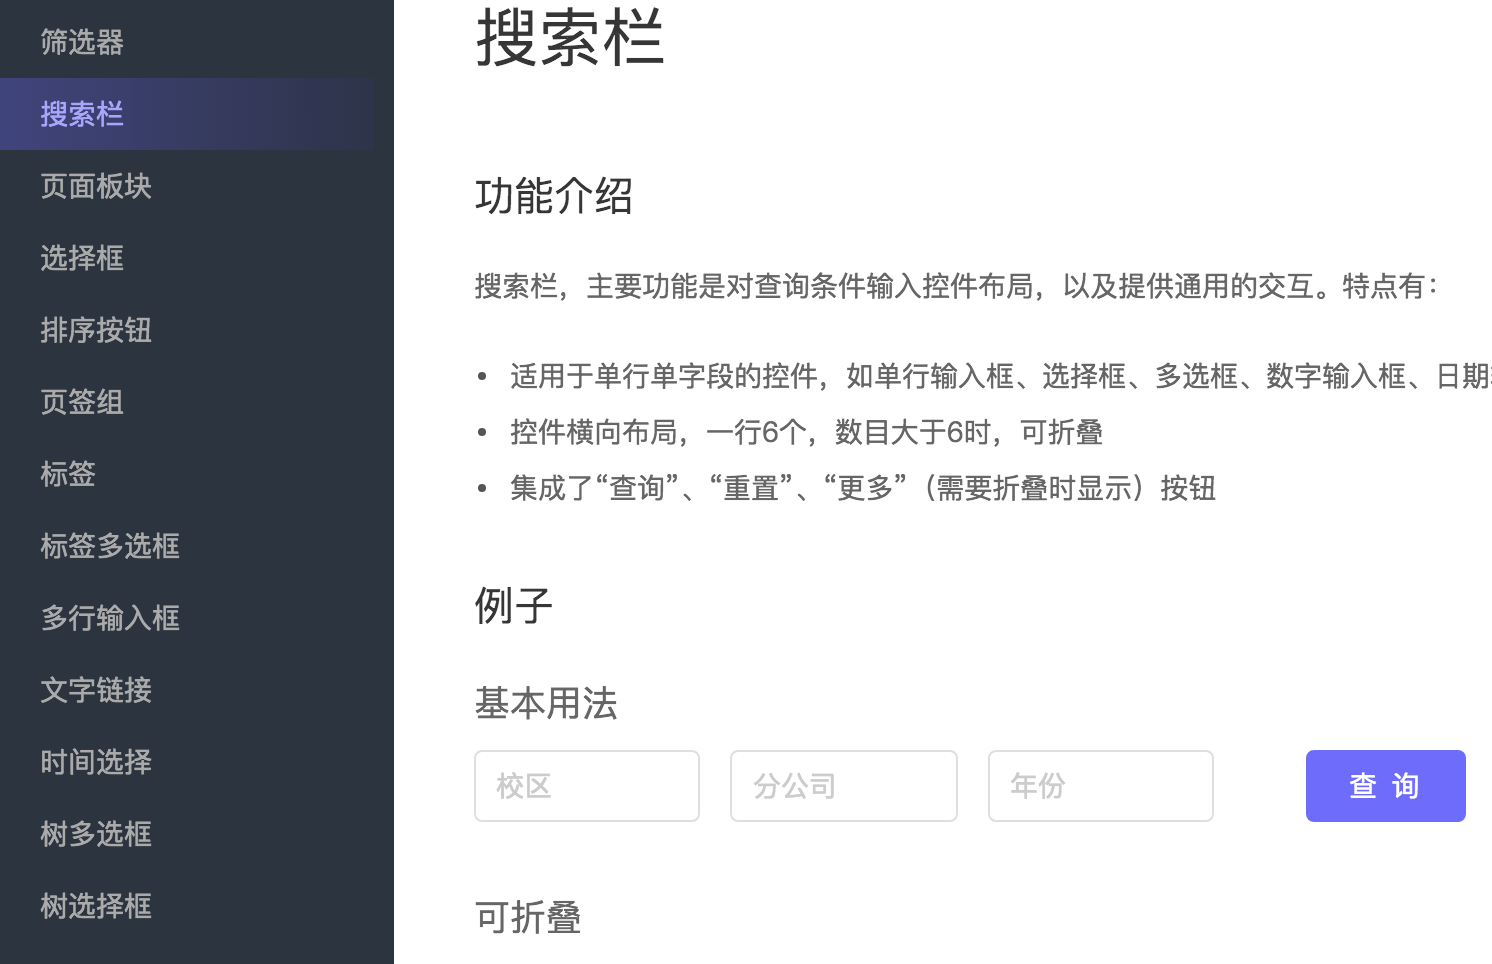 筛选器
搜索栏
页面板块
选择框
排序按钮
页签组
标签
标签多选框
多行输入框
文字链接
时间选择
树多选框
树选择框
搜索栏
功能介绍
搜索栏，主要功能是对查询条件输入控件布局，以及提供通用的交互。特点有：
• 适用于单行单字段的控件，如单行输入框、选择框、多选框、数字输入框、日期
• 控件横向布局，一行6个，数目大于6时，可折叠
• 集成了“查询”、“重置”、“更多”（需要折叠时显示）按钮
例子
基本用法
校区 分公司 年份 查 询
可折叠